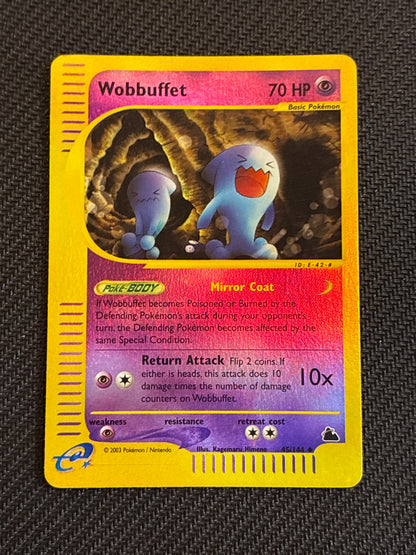 Wobbuffet 70 HP
Basic Pokémon
ID: E-42-#
Poké-BODY Mirror Coat
If Wobbuffet becomes Poisoned or Burned by the
Defending Pokémon's attack during your opponent's
turn, the Defending Pokémon becomes affected by the
same Special Condition.
Return Attack Flip 2 coins. If
either is heads, this attack does 10
damage times the number of damage
counters on Wobbuffet.
10x
weakness resistance retreat cost
© 2003 Pokémon / Nintendo
Illus. Kagemaru Himeno 45/144
e